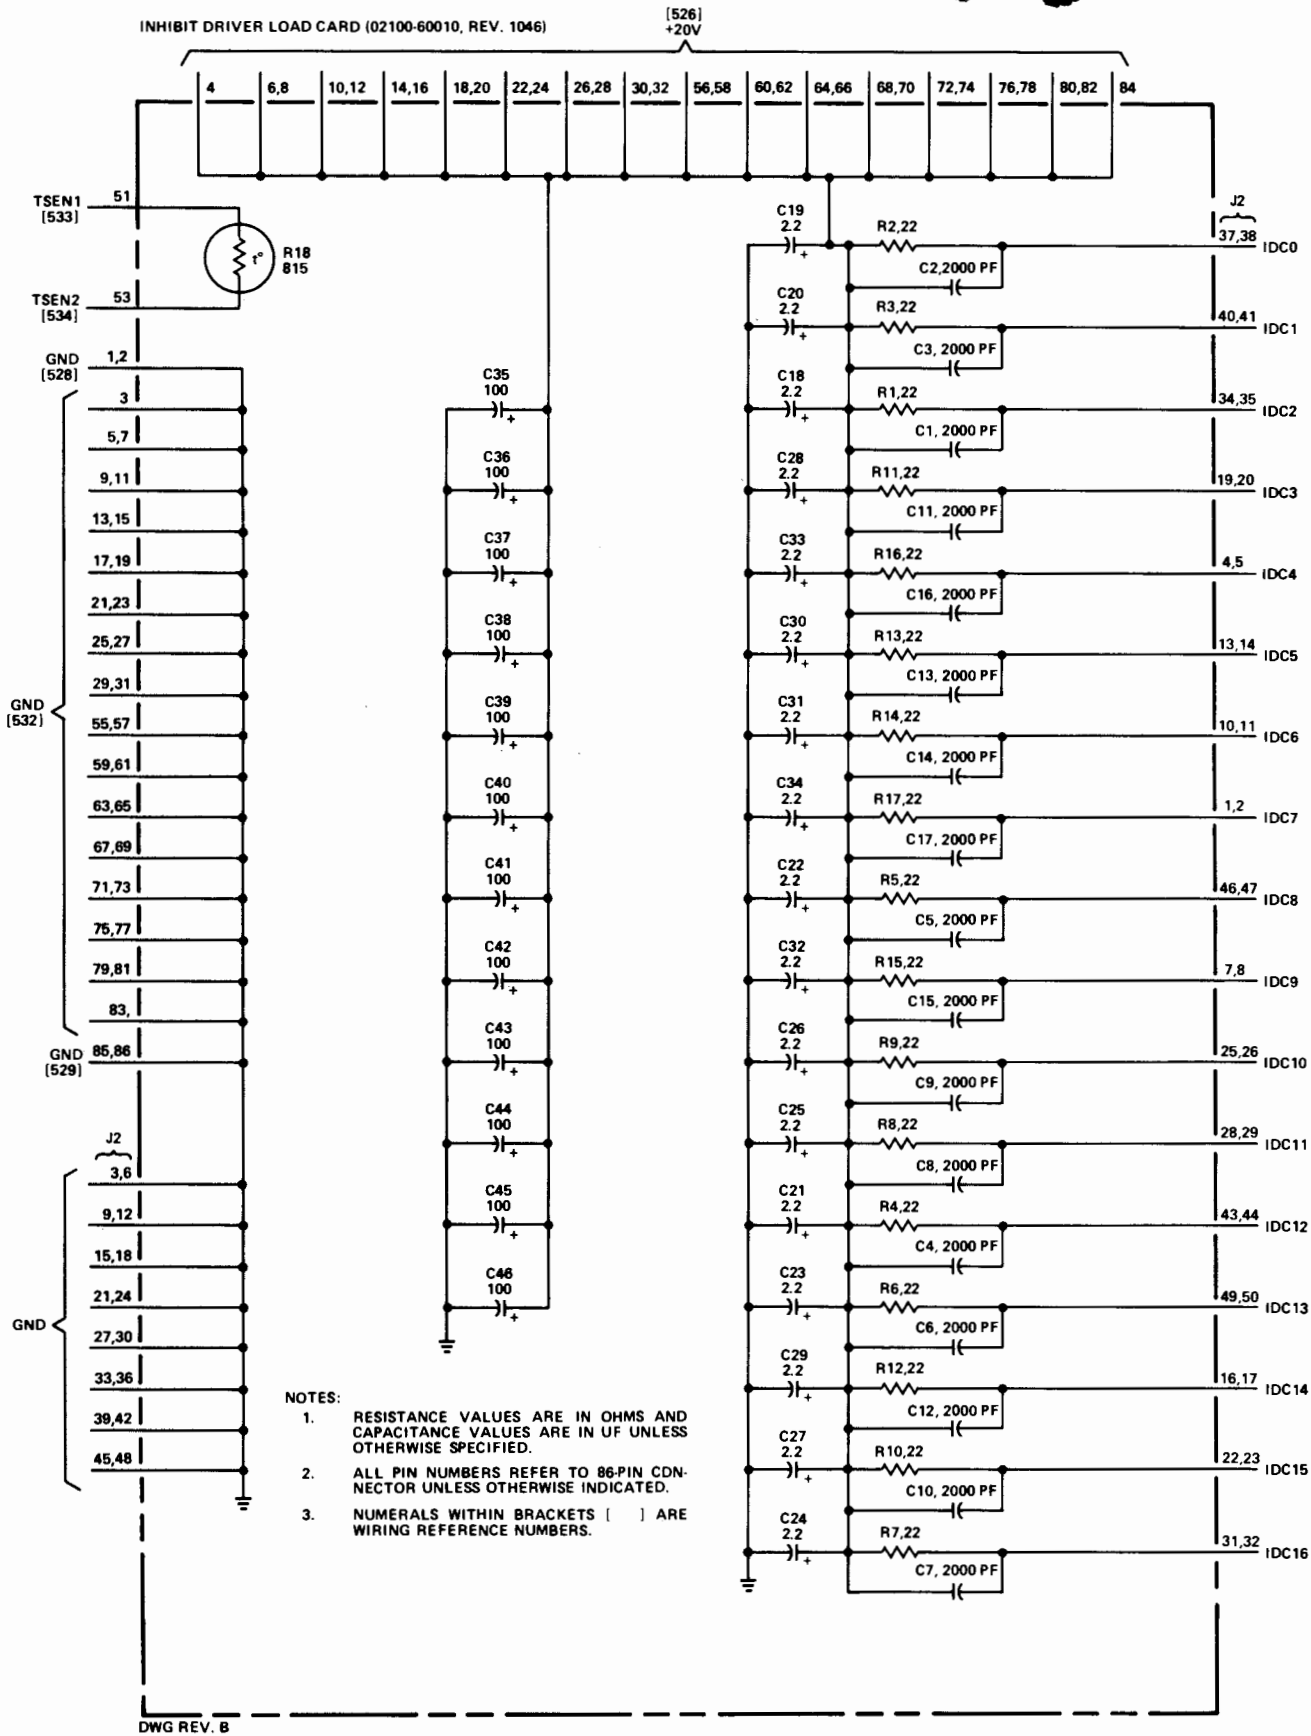 INHIBIT DRIVER LOAD CARD (02100-60010, REV. 1046)
[526]
+20V
4 6,8 10,12 14,16 18,20 22,24 26,28 30,32 56,58 60,62 64,66 68,70 72,74 76,78 80,82 84
TSEN1 51
[533]
t°
R18
815
TSEN2 53
[534]
GND 1,2
[528]
3
5,7
9,11
13,15
17,19
21,23
25,27
29,31
GND
[532]
55,57
59,61
63,65
67,69
71,73
75,77
79,81
83,
GND 85,86
[529]
J2
3,6
9,12
15,18
21,24
GND
27,30
33,36
39,42
45,48
C35
100
+
C36
100
+
C37
100
+
C38
100
+
C39
100
+
C40
100
+
C41
100
+
C42
100
+
C43
100
+
C44
100
+
C45
100
+
C46
100
+
J2
C19
2.2
+
R2,22
C2,2000 PF
37,38 IDC0
C20
2.2
+
R3,22
C3, 2000 PF
40,41 IDC1
C18
2.2
+
R1,22
C1, 2000 PF
34,35 IDC2
C28
2.2
+
R11,22
C11, 2000 PF
19,20 IDC3
C33
2.2
+
R16,22
C16, 2000 PF
4,5 IDC4
C30
2.2
+
R13,22
C13, 2000 PF
13,14 IDC5
C31
2.2
+
R14,22
C14, 2000 PF
10,11 IDC6
C34
2.2
+
R17,22
C17, 2000 PF
1,2 IDC7
C22
2.2
+
R5,22
C5, 2000 PF
46,47 IDC8
C32
2.2
+
R15,22
C15, 2000 PF
7,8 IDC9
C26
2.2
+
R9,22
C9, 2000 PF
25,26 IDC10
C25
2.2
+
R8,22
C8, 2000 PF
28,29 IDC11
C21
2.2
+
R4,22
C4, 2000 PF
43,44 IDC12
C23
2.2
+
R6,22
C6, 2000 PF
49,50 IDC13
C29
2.2
+
R12,22
C12, 2000 PF
16,17 IDC14
C27
2.2
+
R10,22
C10, 2000 PF
22,23 IDC15
C24
2.2
+
R7,22
C7, 2000 PF
31,32 IDC16
NOTES:
1. RESISTANCE VALUES ARE IN OHMS AND
CAPACITANCE VALUES ARE IN UF UNLESS
OTHERWISE SPECIFIED.
2. ALL PIN NUMBERS REFER TO 86-PIN CDN-
NECTOR UNLESS OTHERWISE INDICATED.
3. NUMERALS WITHIN BRACKETS [ ] ARE
WIRING REFERENCE NUMBERS.
DWG REV. B